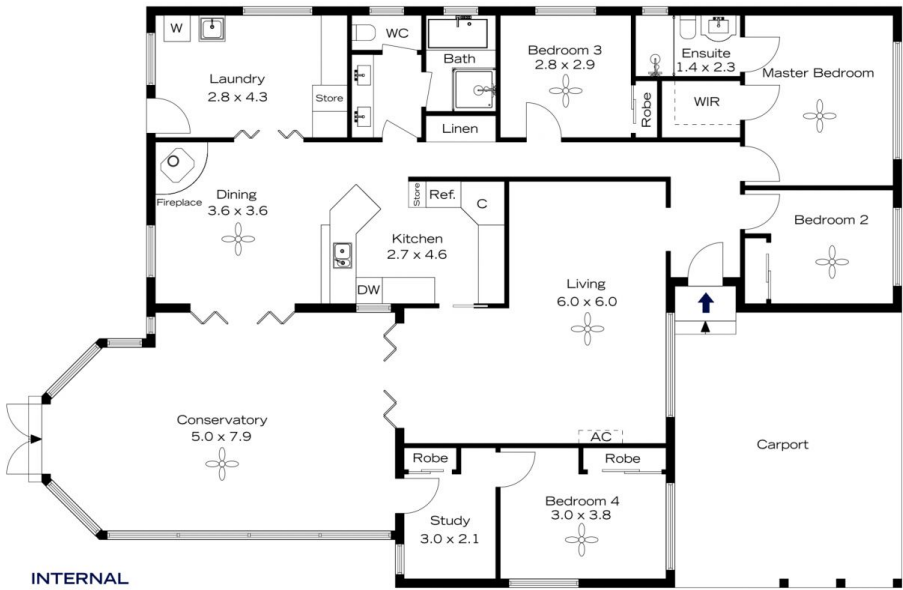 W
Laundry
2.8 x 4.3
Store
WC
Bath
Linen
Bedroom 3
2.8 x 2.9
Robe
Ensuite
1.4 x 2.3
WIR
Master Bedroom
Fireplace
Dining
3.6 x 3.6
Store
Ref.
C
Kitchen
2.7 x 4.6
DW
Living
6.0 x 6.0
AC
Bedroom 2
Conservatory
5.0 x 7.9
Robe
Study
3.0 x 2.1
Robe
Bedroom 4
3.0 x 3.8
Carport
INTERNAL